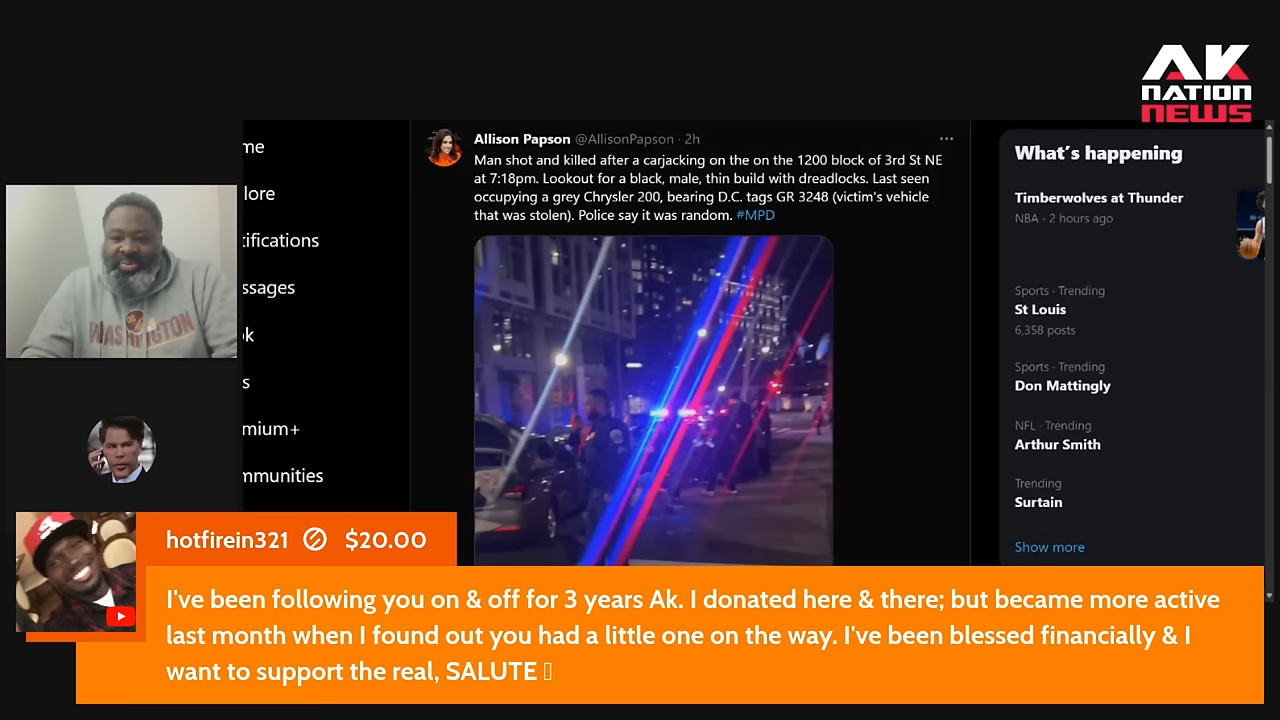 AK
NATION
NEWS
me
lore
tifications
ssages
k
s
mium+
mmunities
WASHINGTON
Allison Papson @AllisonPapson · 2h
Man shot and killed after a carjacking on the on the 1200 block of 3rd St NE
at 7:18pm. Lookout for a black, male, thin build with dreadlocks. Last seen
occupying a grey Chrysler 200, bearing D.C. tags GR 3248 (victim's vehicle
that was stolen). Police say it was random. #MPD
What's happening
Timberwolves at Thunder
NBA · 2 hours ago
Sports · Trending
St Louis
6,358 posts
Sports · Trending
Don Mattingly
NFL · Trending
Arthur Smith
Trending
Surtain
Show more
hotfirein321 $20.00
I've been following you on & off for 3 years Ak. I donated here & there; but became more active
last month when I found out you had a little one on the way. I've been blessed financially & I
want to support the real, SALUTE